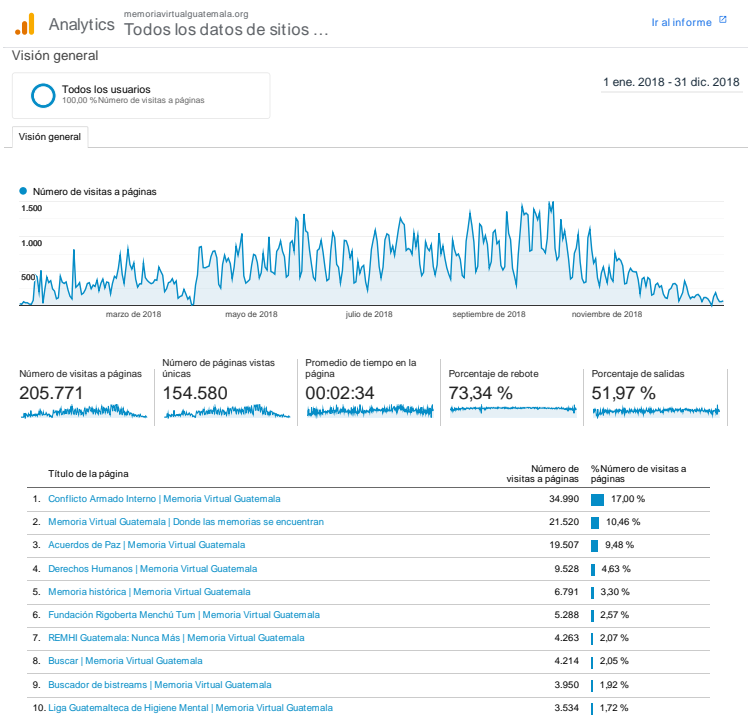 memoriavirtualguatemala.org
Analytics Todos los datos de sitios …
Ir al informe
Visión general
1 ene. 2018 - 31 dic. 2018
Todos los usuarios
100,00 % Número de visitas a páginas
Visión general
Número de visitas a páginas
1.500
1.000
500
marzo de 2018 mayo de 2018 julio de 2018 septiembre de 2018 noviembre de 2018
Número de visitas a páginas
205.771
Número de páginas vistas únicas
154.580
Promedio de tiempo en la página
00:02:34
Porcentaje de rebote
73,34 %
Porcentaje de salidas
51,97 %
Título de la página Número de visitas a páginas % Número de visitas a páginas
1. Conflicto Armado Interno | Memoria Virtual Guatemala 34.990 17,00 %
2. Memoria Virtual Guatemala | Donde las memorias se encuentran 21.520 10,46 %
3. Acuerdos de Paz | Memoria Virtual Guatemala 19.507 9,48 %
4. Derechos Humanos | Memoria Virtual Guatemala 9.528 4,63 %
5. Memoria histórica | Memoria Virtual Guatemala 6.791 3,30 %
6. Fundación Rigoberta Menchú Tum | Memoria Virtual Guatemala 5.288 2,57 %
7. REMHI Guatemala: Nunca Más | Memoria Virtual Guatemala 4.263 2,07 %
8. Buscar | Memoria Virtual Guatemala 4.214 2,05 %
9. Buscador de bistreams | Memoria Virtual Guatemala 3.950 1,92 %
10. Liga Guatemalteca de Higiene Mental | Memoria Virtual Guatemala 3.534 1,72 %